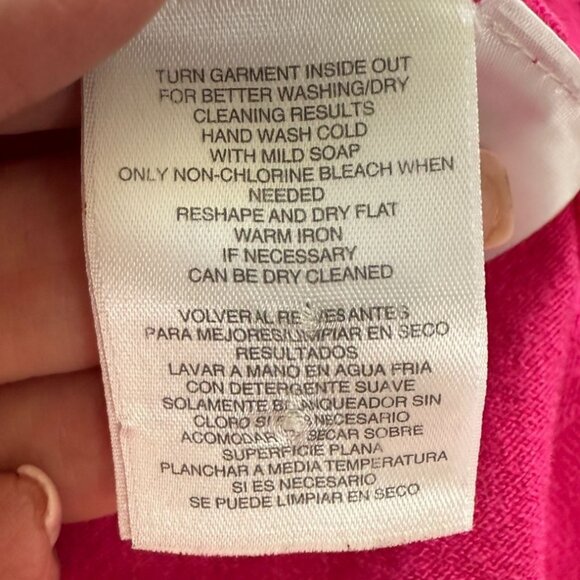 TURN GARMENT INSIDE OUT
FOR BETTER WASHING/DRY
CLEANING RESULTS
HAND WASH COLD
WITH MILD SOAP
ONLY NON-CHLORINE BLEACH WHEN
NEEDED
RESHAPE AND DRY FLAT
WARM IRON
IF NECESSARY
CAN BE DRY CLEANED
VOLVER AL ANTES
PARA MEJORES/LIMPIAR EN SECO
RESULTADOS
LAVAR A MANO EN AGUA FRIA
CON DETERGENTE SUAVE
SOLAMENTE BLANQUEADOR SIN
CLORO NECESARIO
ACOMODAR SECAR SOBRE
SUPERFICIE PLANA
PLANCHAR A MEDIA TEMPERATURA
SI ES NECESARIO
SE PUEDE LIMPIAR EN SECO